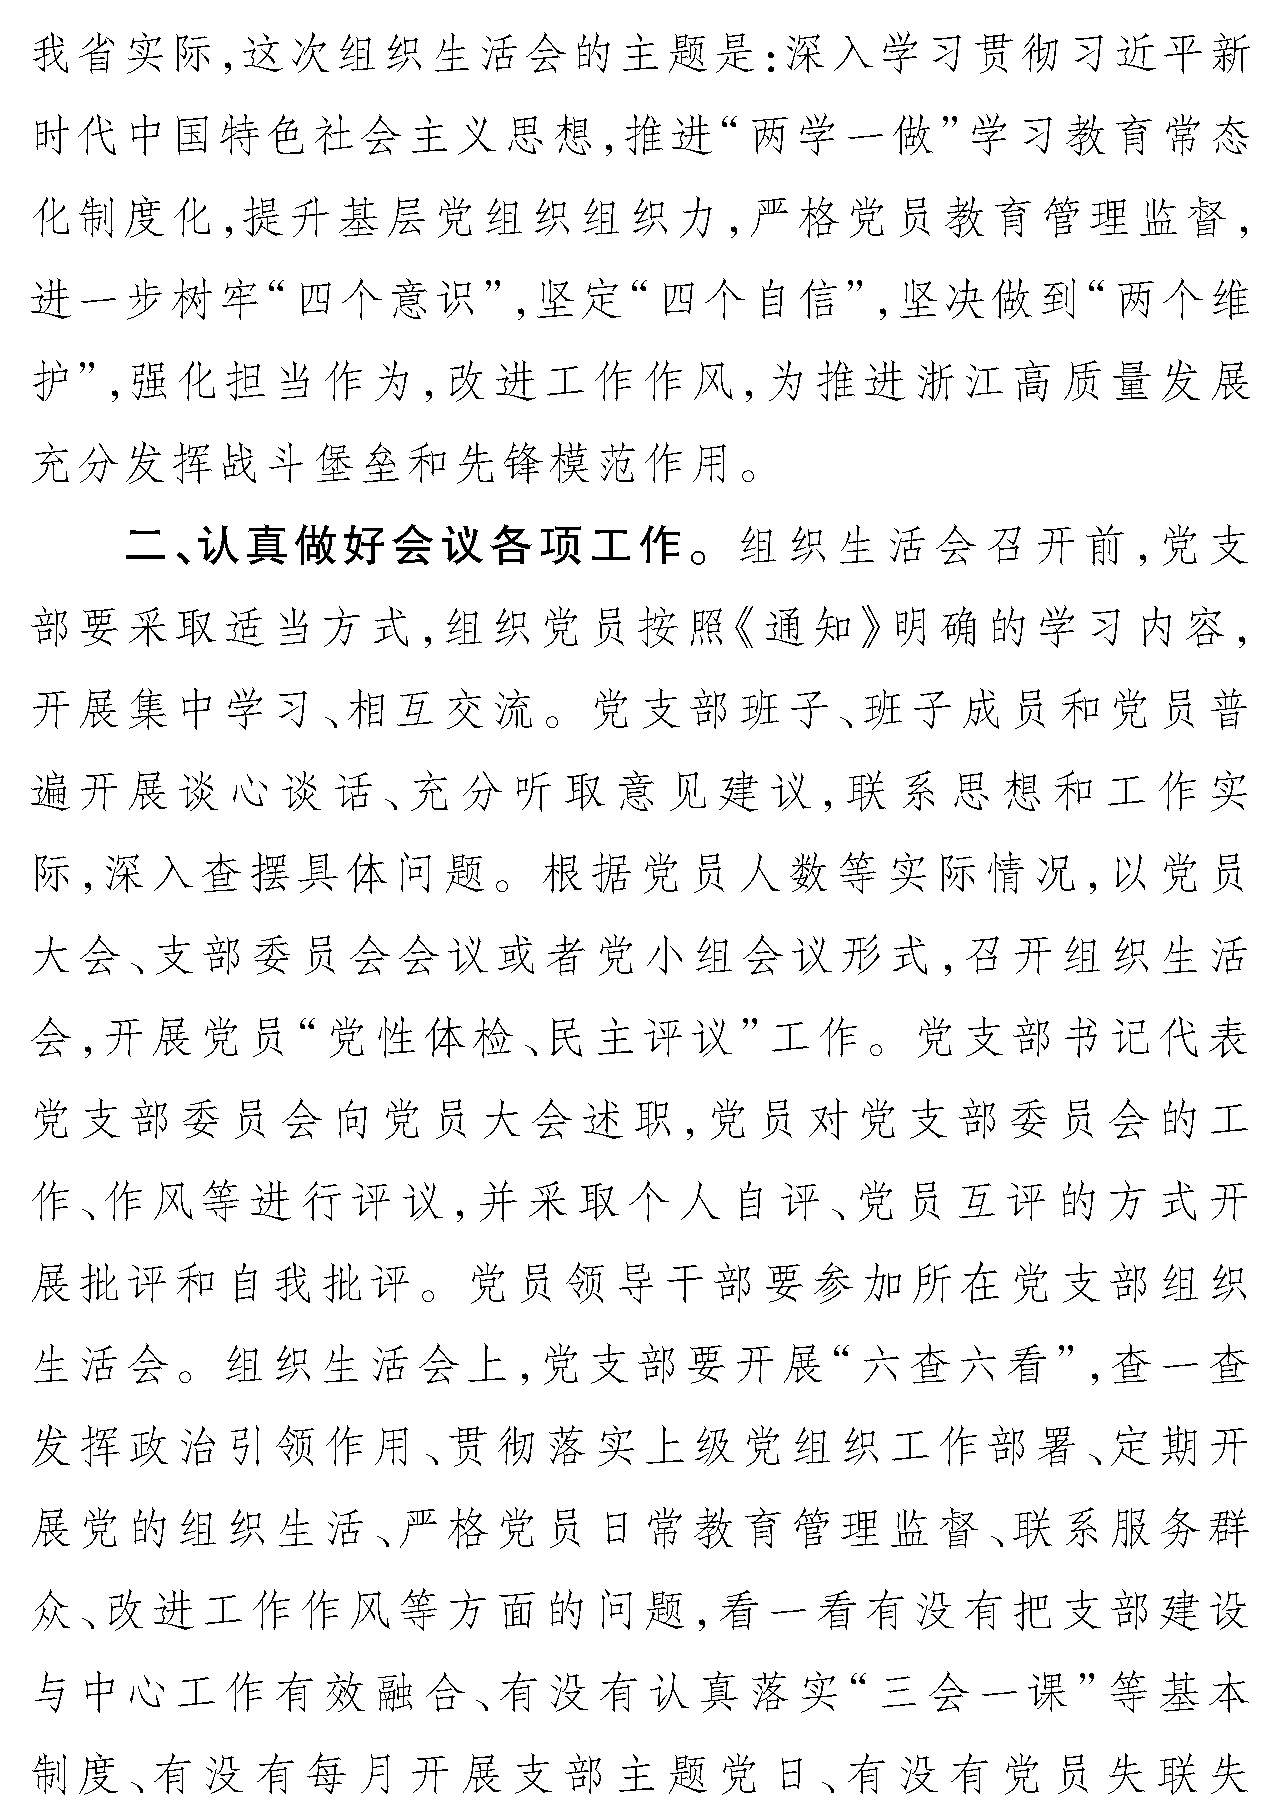 我省实际,这次组织生活会的主题是:深入学习贯彻习近平新
时代中国特色社会主义思想,推进“两学一做”学习教育常态
化制度化,提升基层党组织组织力,严格党员教育管理监督,
进一步树牢“四个意识”,坚定“四个自信”,坚决做到“两个维
护”,强化担当作为,改进工作作风,为推进浙江高质量发展
充分发挥战斗堡垒和先锋模范作用。
二、认真做好会议各项工作。组织生活会召开前,党支
部要采取适当方式,组织党员按照《通知》明确的学习内容,
开展集中学习、相互交流。党支部班子、班子成员和党员普
遍开展谈心谈话、充分听取意见建议,联系思想和工作实
际,深入查摆具体问题。根据党员人数等实际情况,以党员
大会、支部委员会会议或者党小组会议形式,召开组织生活
会,开展党员“党性体检、民主评议”工作。党支部书记代表
党支部委员会向党员大会述职,党员对党支部委员会的工
作、作风等进行评议,并采取个人自评、党员互评的方式开
展批评和自我批评。党员领导干部要参加所在党支部组织
生活会。组织生活会上,党支部要开展“六查六看”,查一查
发挥政治引领作用、贯彻落实上级党组织工作部署、定期开
展党的组织生活、严格党员日常教育管理监督、联系服务群
众、改进工作作风等方面的问题,看一看有没有把支部建设
与中心工作有效融合、有没有认真落实“三会一课”等基本
制度、有没有每月开展支部主题党日、有没有党员失联失